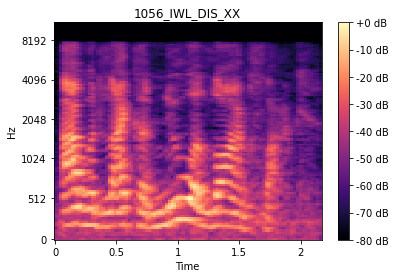 1056_IWL_DIS_XX
+0 dB
8192
-10 dB
4096
-20 dB
-30 dB
2048
Hz
-40 dB
1024
-50 dB
512
-60 dB
-70 dB
0
-80 dB
0
0.5
1
1.5
2
Time